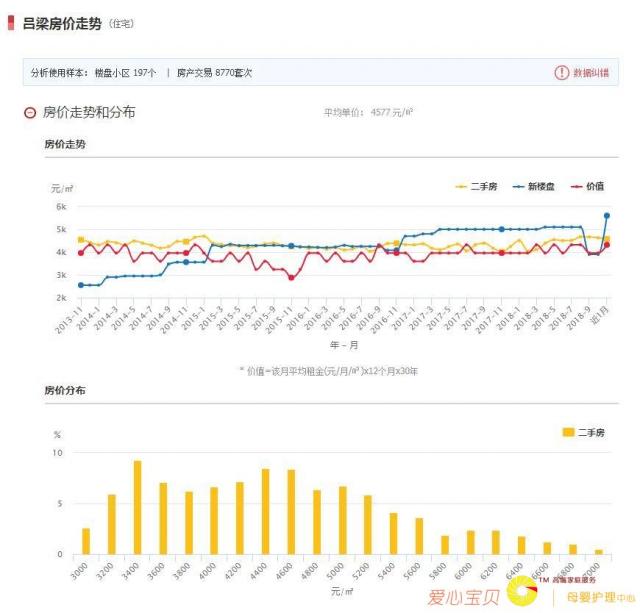 吕梁房价走势 (住宅)
分析使用样本: 楼盘小区 197个 | 房产交易 8770套次
数据纠错
房价走势和分布
平均单价: 4577 元/㎡
房价走势
元/㎡
二手房 新楼盘 价值
6k
5k
4k
3k
2k
2013-11 2014-1 2014-3 2014-5 2014-7 2014-9 2014-11 2015-1 2015-3 2015-5 2015-7 2015-9 2015-11 2016-1 2016-3 2016-5 2016-7 2016-9 2016-11 2017-1 2017-3 2017-5 2017-7 2017-9 2017-11 2018-1 2018-3 2018-5 2018-7 2018-9 近1月
年-月
* 价值=该月平均租金(元/月/㎡)x12个月x30年
房价分布
%
二手房
10
5
0
3000 3200 3400 3600 3800 4000 4200 4400 4600 4800 5000 5200 5400 5600 5800 6000 6200 6400 6600 6800 7000
元/㎡
爱心宝贝 TM 高端家庭服务 母婴护理中心